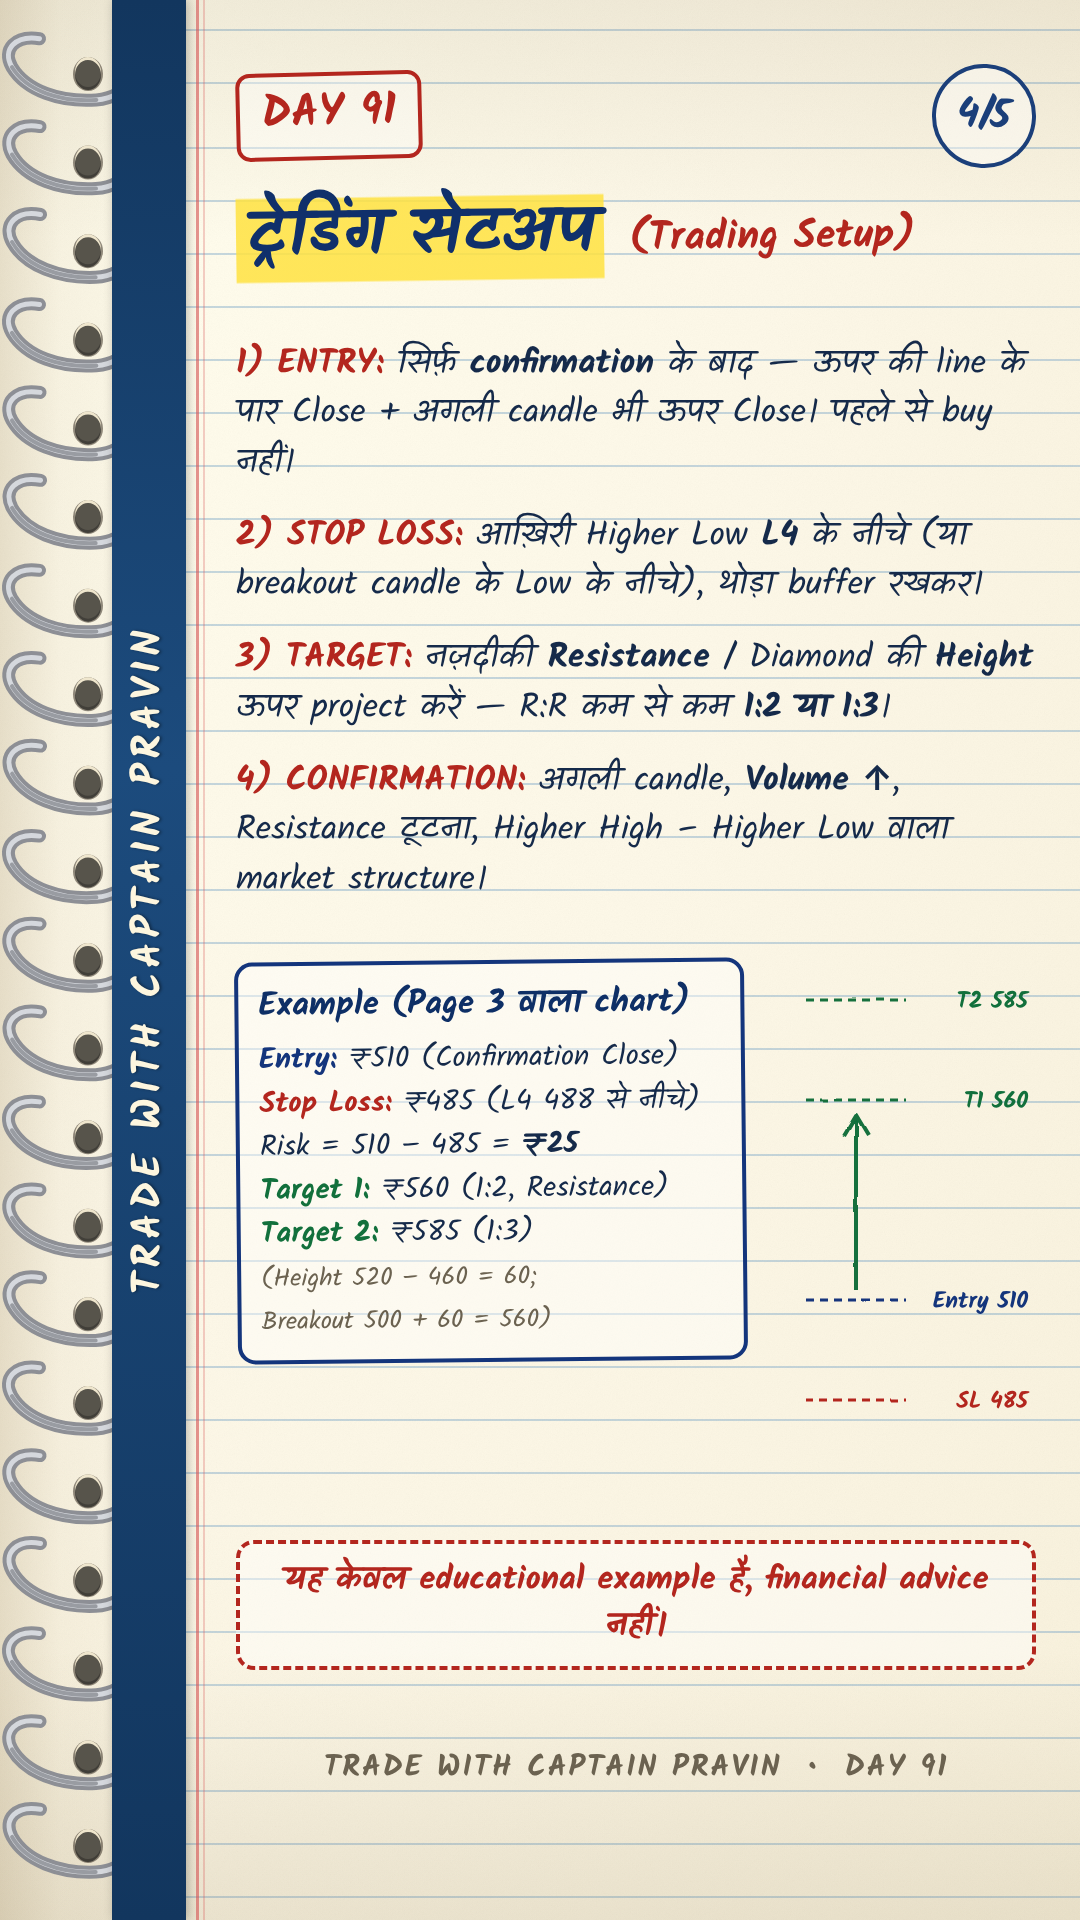 DAY 91
4/5
ट्रेडिंग सेटअप (Trading Setup)
1) ENTRY: सिर्फ़ confirmation के बाद – ऊपर की line के
पार Close + अगली candle भी ऊपर Close। पहले से buy
नहीं।
2) STOP LOSS: आख़िरी Higher Low L4 के नीचे (या
breakout candle के Low के नीचे), थोड़ा buffer रखकर।
3) TARGET: नज़दीकी Resistance / Diamond की Height
ऊपर project करें – R:R कम से कम 1:2 या 1:3।
4) CONFIRMATION: अगली candle, Volume ↑,
Resistance टूटना, Higher High – Higher Low वाला
market structure।
Example (Page 3 वाला chart)
Entry: ₹510 (Confirmation Close)
Stop Loss: ₹485 (L4 488 से नीचे)
Risk = 510 – 485 = ₹25
Target 1: ₹560 (1:2, Resistance)
Target 2: ₹585 (1:3)
(Height 520 – 460 = 60;
Breakout 500 + 60 = 560)
T2 585
T1 560
Entry 510
SL 485
यह केवल educational example है, financial advice
नहीं।
TRADE WITH CAPTAIN PRAVIN · DAY 91
TRADE WITH CAPTAIN PRAVIN